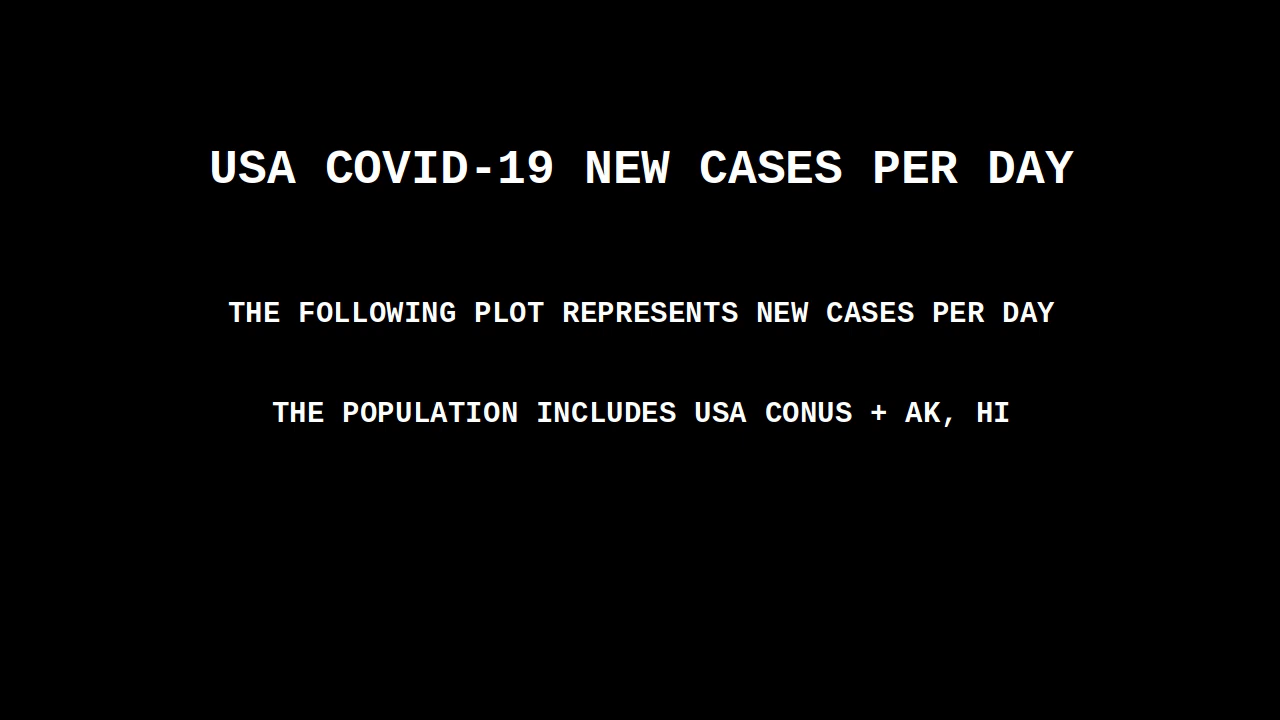 USA COVID-19 NEW CASES PER DAY
THE FOLLOWING PLOT REPRESENTS NEW CASES PER DAY
THE POPULATION INCLUDES USA CONUS + AK, HI